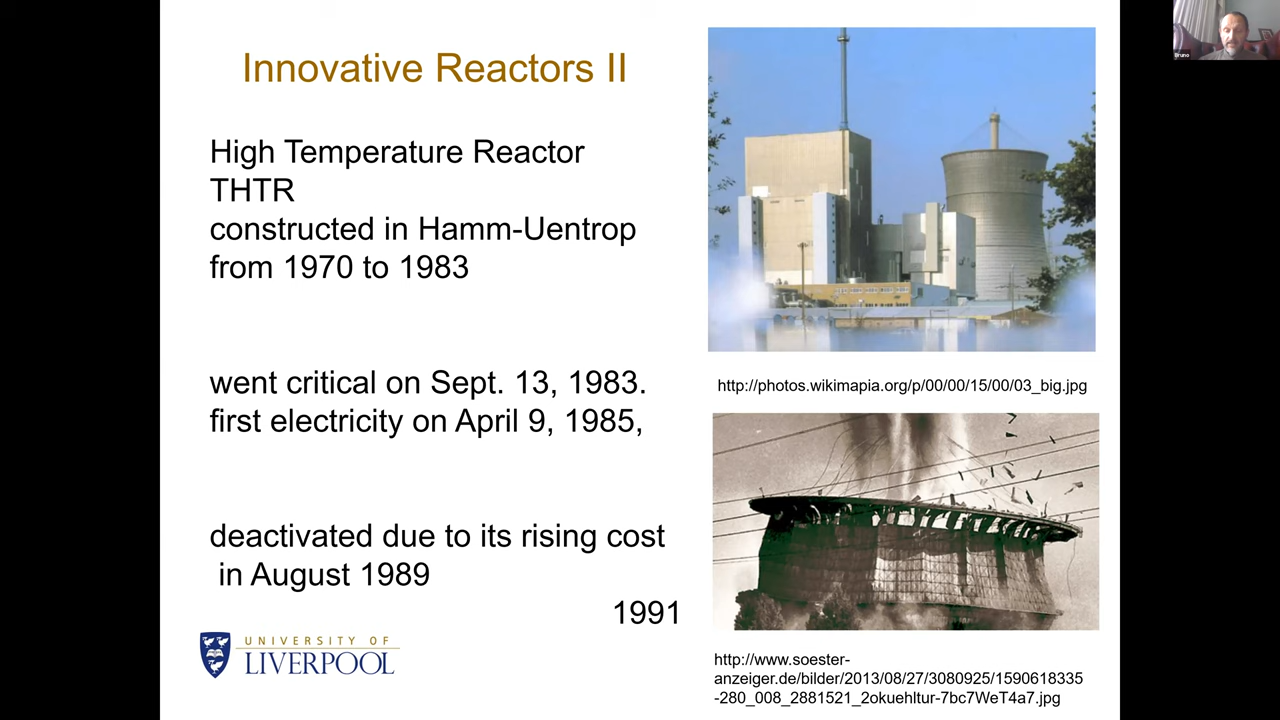 Innovative Reactors II
High Temperature Reactor
THTR
constructed in Hamm-Uentrop
from 1970 to 1983
went critical on Sept. 13, 1983.
first electricity on April 9, 1985,
deactivated due to its rising cost
in August 1989
1991
UNIVERSITY OF
LIVERPOOL
http://photos.wikimapia.org/p/00/00/15/00/03_big.jpg
http://www.soester-
anzeiger.de/bilder/2013/08/27/3080925/1590618335
-280_008_2881521_2okuehltur-7bc7WeT4a7.jpg
Bruno